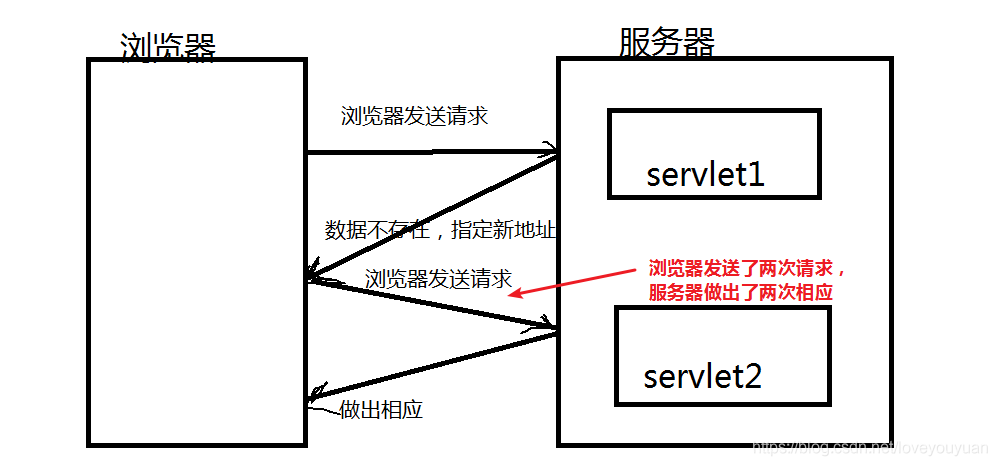 浏览器
服务器
浏览器发送请求
servlet1
数据不存在，指定新地址
浏览器发送请求
浏览器发送了两次请求，
服务器做出了两次相应
servlet2
做出相应
https://blog.csdn.net/loveyouyuan